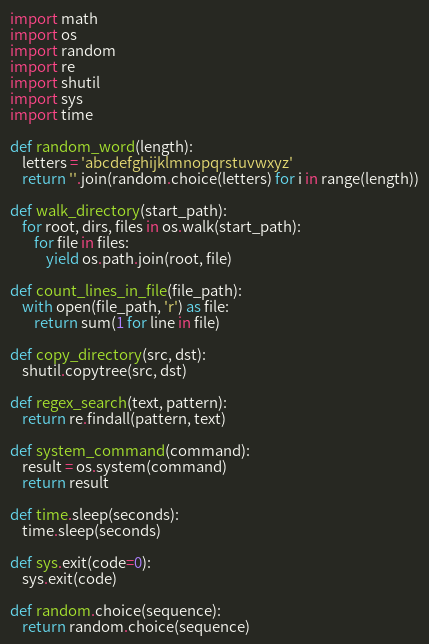 import math
import os
import random
import re
import shutil
import sys
import time

def random_word(length):
    letters = 'abcdefghijklmnopqrstuvwxyz'
    return ''.join(random.choice(letters) for i in range(length))

def walk_directory(start_path):
    for root, dirs, files in os.walk(start_path):
        for file in files:
            yield os.path.join(root, file)

def count_lines_in_file(file_path):
    with open(file_path, 'r') as file:
        return sum(1 for line in file)

def copy_directory(src, dst):
    shutil.copytree(src, dst)

def regex_search(text, pattern):
    return re.findall(pattern, text)

def system_command(command):
    result = os.system(command)
    return result

def time.sleep(seconds):
    time.sleep(seconds)

def sys.exit(code=0):
    sys.exit(code)

def random.choice(sequence):
    return random.choice(sequence)